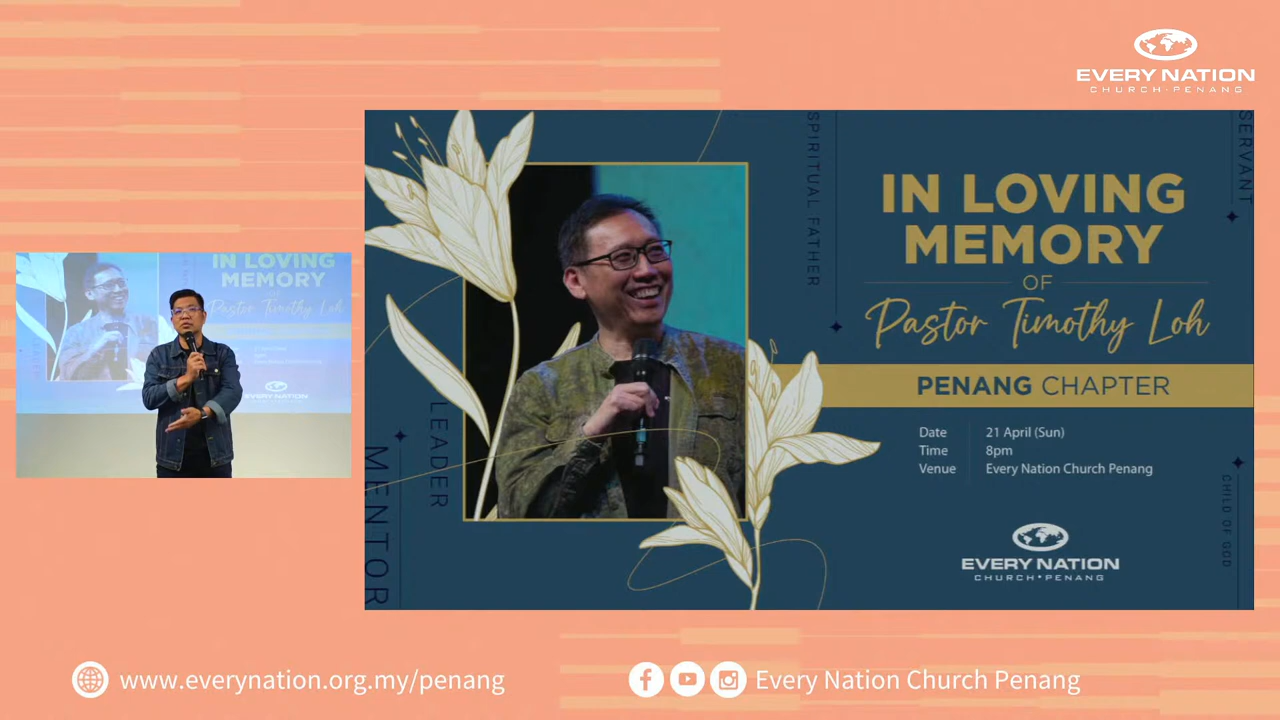 EVERY NATION
CHURCH · PENANG
IN LOVING
MEMORY
Pastor Timothy Loh
EVERY NATION
SPIRITUAL FATHER
SERVANT
LEADER
MENTOR
CHILD OF GOD
IN LOVING
MEMORY
OF
Pastor Timothy Loh
PENANG CHAPTER
Date 21 April (Sun)
Time 8pm
Venue Every Nation Church Penang
EVERY NATION
CHURCH • PENANG
www.everynation.org.my/penang
Every Nation Church Penang